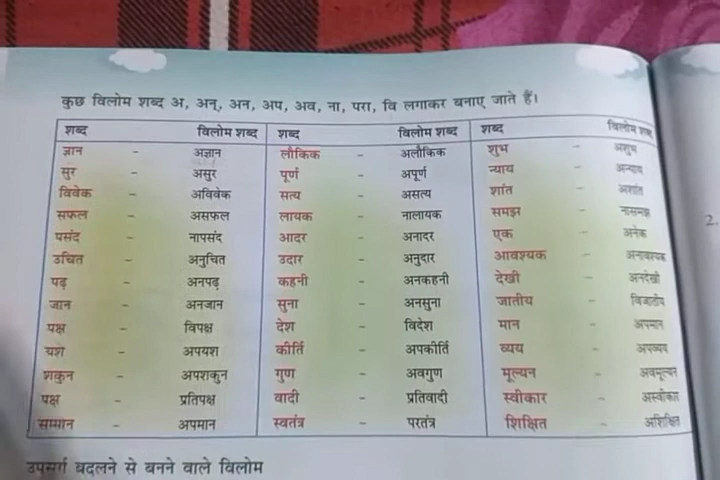 कुछ विलोम शब्द अ, अन्, अन, अप, अव, ना, परा, वि लगाकर बनाए जाते हैं।
शब्द विलोम शब्द शब्द विलोम शब्द शब्द विलोम शब्द
ज्ञान – अज्ञान लौकिक – अलौकिक शुभ – अशुभ
सुर – असुर पूर्ण – अपूर्ण न्याय – अन्याय
विवेक – अविवेक सत्य – असत्य शांत – अशांत
सफल – असफल लायक – नालायक समझ – नासमझ
पसंद – नापसंद आदर – अनादर एक – अनेक
उचित – अनुचित उदार – अनुदार आवश्यक – अनावश्यक
पढ़ – अनपढ़ कहनी – अनकहनी देखी – अनदेखी
जान – अनजान सुना – अनसुना जातीय – विजातीय
पक्ष – विपक्ष देश – विदेश मान – अपमान
यश – अपयश कीर्ति – अपकीर्ति व्यय – अपव्यय
शकुन – अपशकुन गुण – अवगुण मूल्यन – अवमूल्यन
पक्ष – प्रतिपक्ष वादी – प्रतिवादी स्वीकार – अस्वीकार
सम्मान – अपमान स्वतंत्र – परतंत्र शिक्षित – अशिक्षित
उपसर्ग बदलने से बनने वाले विलोम
2.